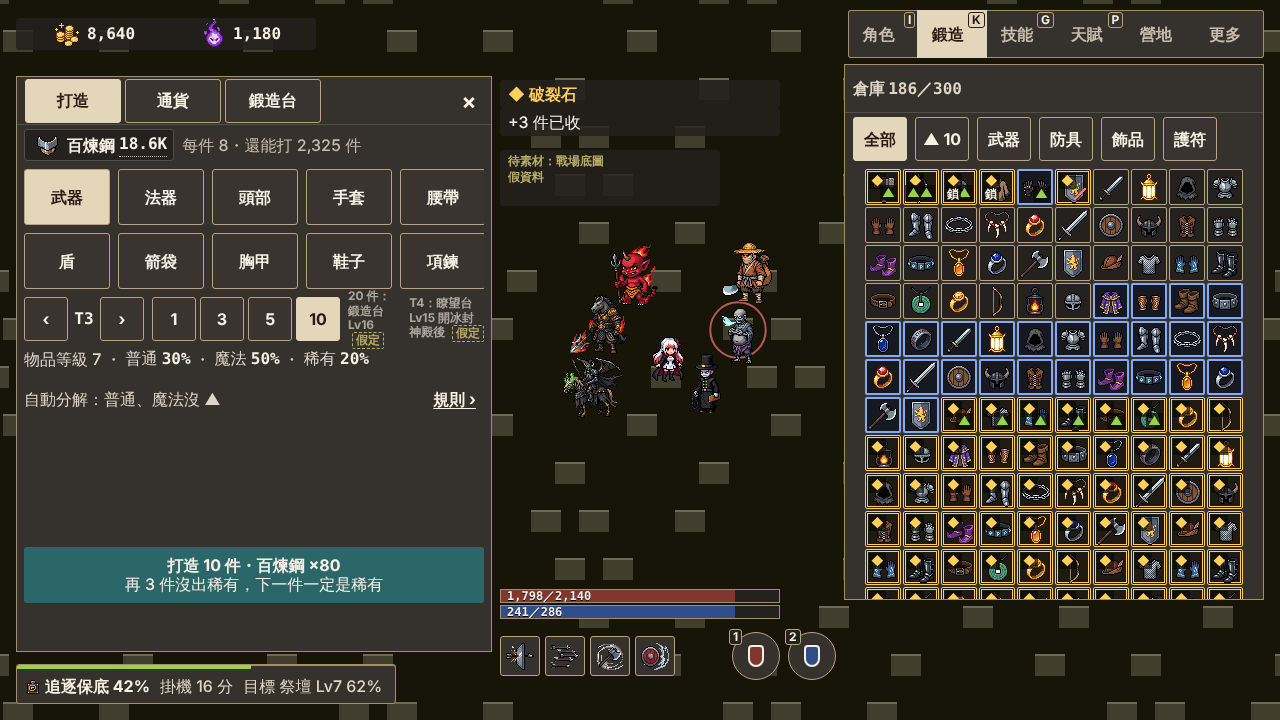 8,640
1,180
角色 I
鍛造 K
技能 G
天賦 P
營地
更多
打造
通貨
鍛造台
×
百煉鋼 18.6K
每件 8・還能打 2,325 件
武器
法器
頭部
手套
腰帶
盾
箭袋
胸甲
鞋子
項鍊
‹ T3 ›
1
3
5
10
20 件：
鍛造台
Lv16
假定
T4：瞭望台
Lv15 開冰封
神殿後 假定
物品等級 7 ・ 普通 30%・ 魔法 50%・ 稀有 20%
自動分解：普通、魔法沒 ▲
規則 ›
打造 10 件・百煉鋼 ×80
再 3 件沒出稀有，下一件一定是稀有
追逐保底 42% 掛機 16 分 目標 祭壇 Lv7 62%
◆ 破裂石
+3 件已收
待素材：戰場底圖
假資料
1,798／2,140
241／286
1
2
倉庫 186／300
全部
▲ 10
武器
防具
飾品
護符
鎖
鎖